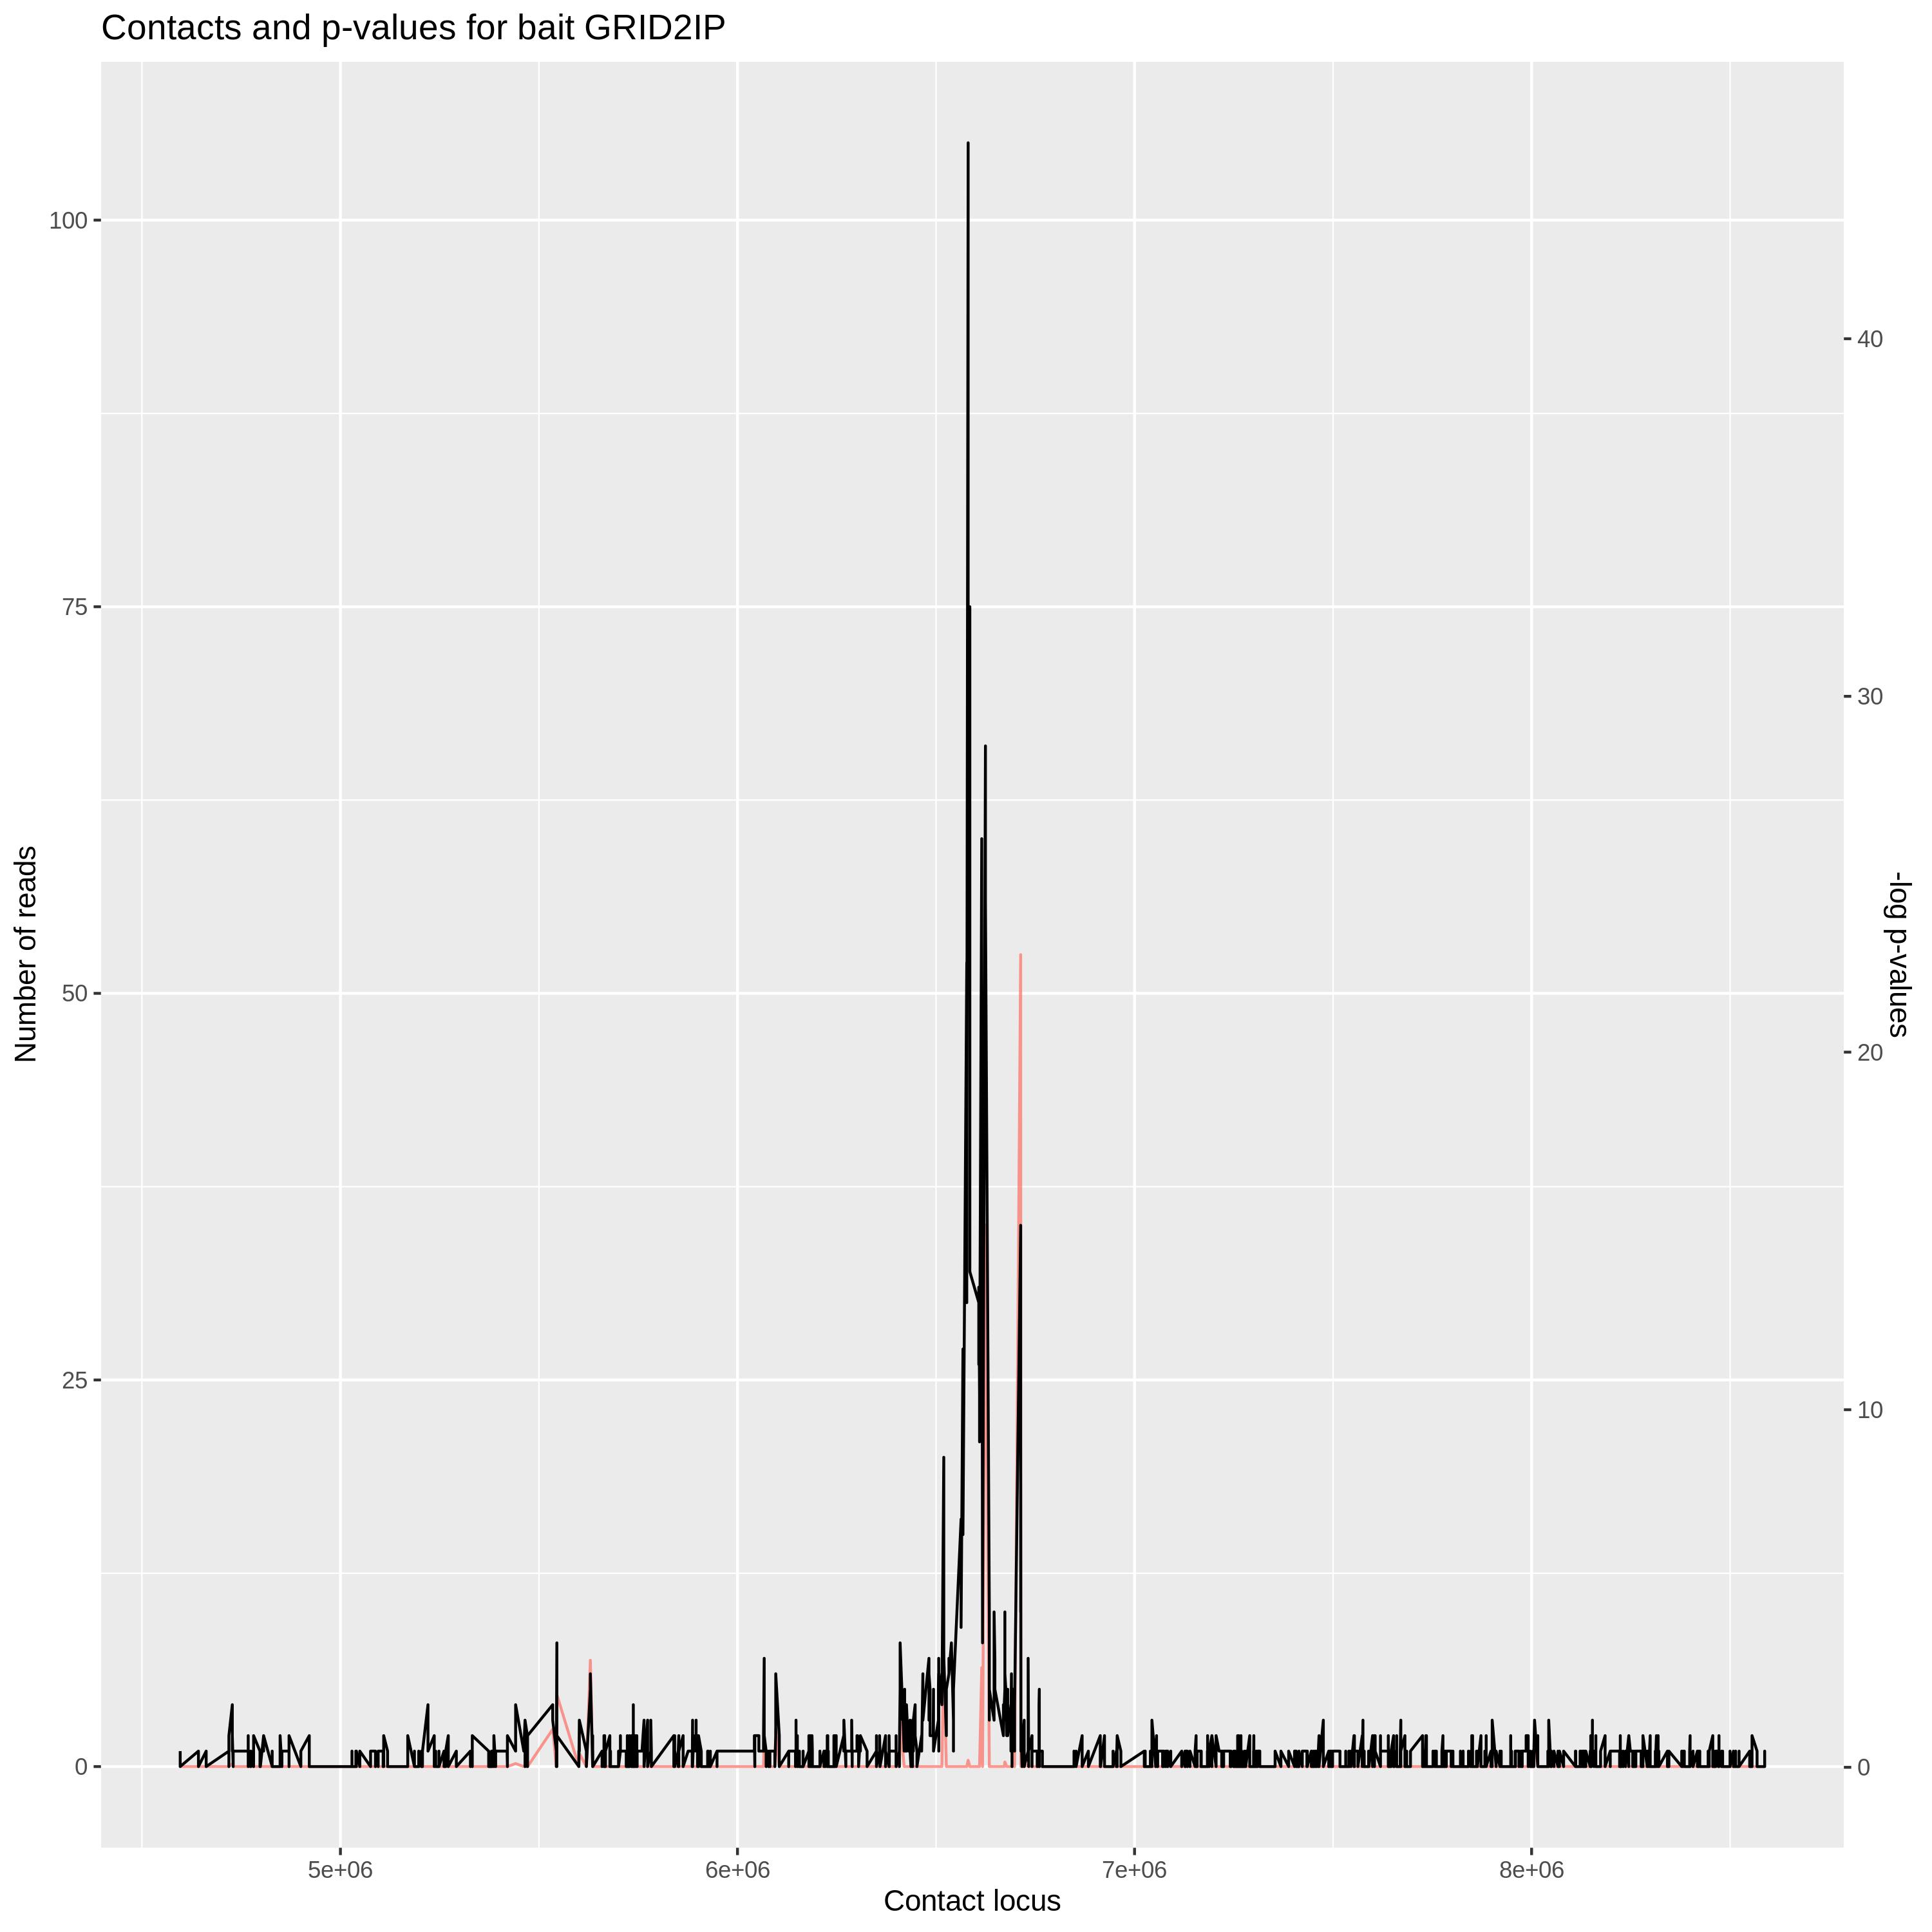 Contacts and p-values for bait GRID2IP
100
75
50
25
0
Number of reads
40
30
20
10
0
-log p-values
5e+06
6e+06
7e+06
8e+06
Contact locus